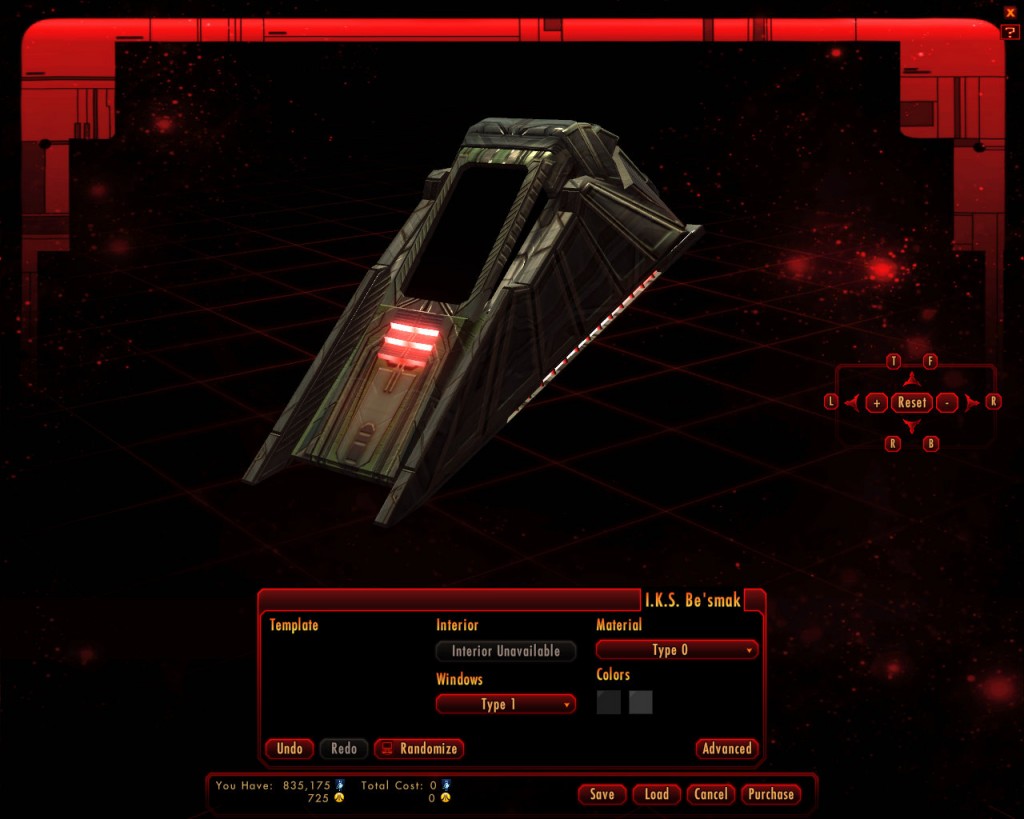 X
?
T F
L + Reset - R
R B
I.K.S. Be'smak
Template Interior Material
Interior Unavailable Type 0
Windows Colors
Type 1
Undo Redo Randomize Advanced
You Have: 835,175 Total Cost: 0
725 0
Save Load Cancel Purchase